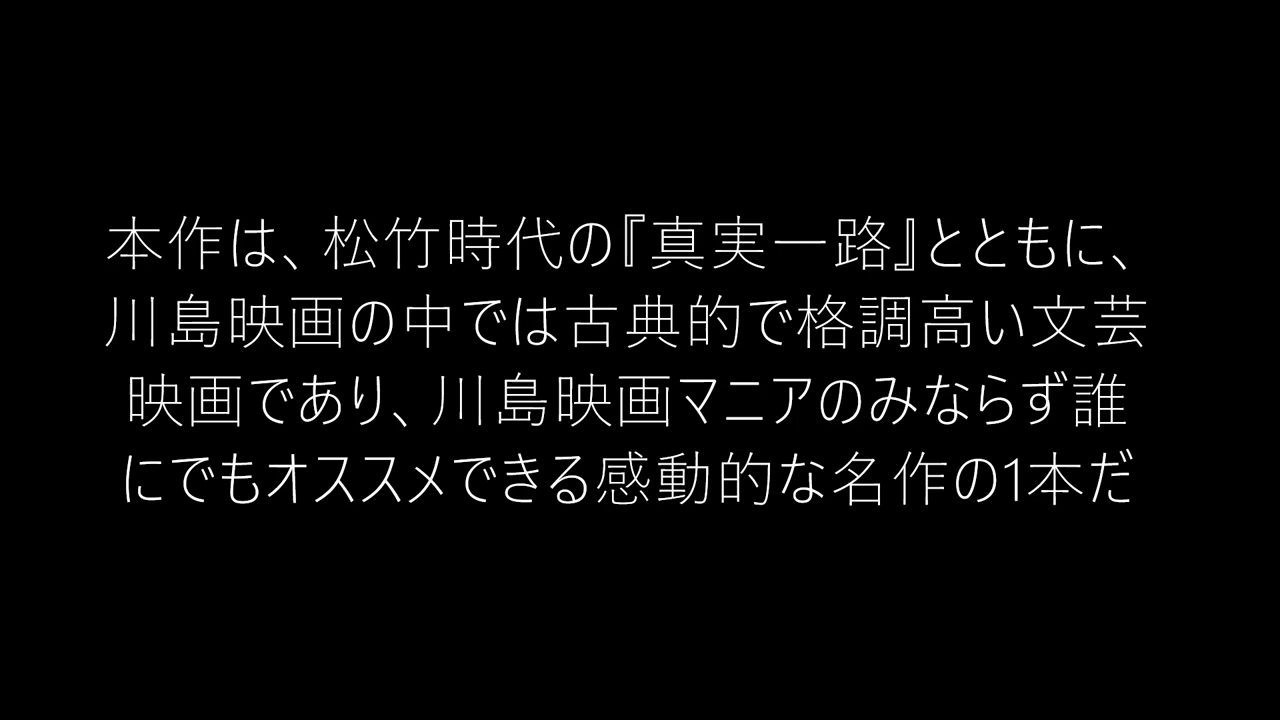 本作は、松竹時代の『真実一路』とともに、
川島映画の中では古典的で格調高い文芸
映画であり、川島映画マニアのみならず誰
にでもオススメできる感動的な名作の1本だ